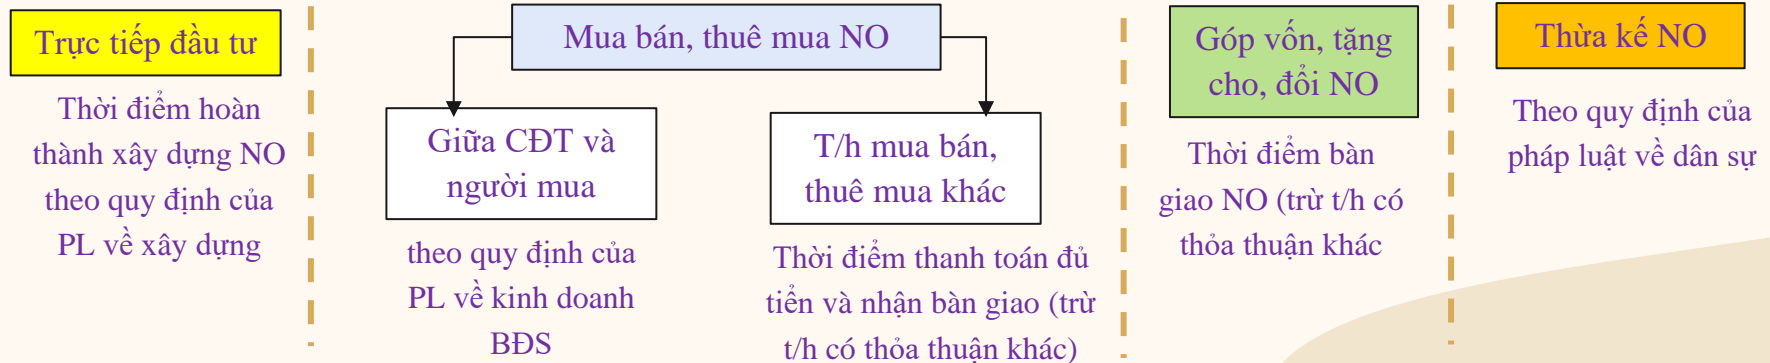 Trực tiếp đầu tư
Thời điểm hoàn
thành xây dựng NO
theo quy định của
PL về xây dựng
Mua bán, thuê mua NO
Giữa CĐT và
người mua
theo quy định của
PL về kinh doanh
BĐS
T/h mua bán,
thuê mua khác
Thời điểm thanh toán đủ
tiền và nhận bàn giao (trừ
t/h có thỏa thuận khác)
Góp vốn, tặng
cho, đổi NO
Thời điểm bàn
giao NO (trừ t/h có
thỏa thuận khác
Thừa kế NO
Theo quy định của
pháp luật về dân sự